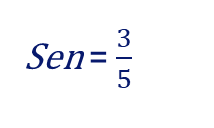 Sen = 3/5